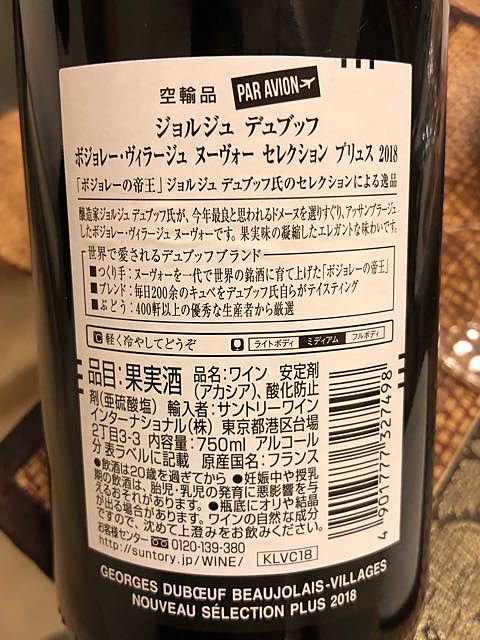 空輸品 PAR AVION
ジョルジュ デュブッフ
ボジョレー・ヴィラージュ ヌーヴォー セレクション プリュス 2018
「ボジョレーの帝王」ジョルジュ デュブッフ氏のセレクションによる逸品
醸造家ジョルジュ デュブッフ氏が、今年最良と思われるドメーヌを選りすぐり、アッサンブラージュ
したボジョレー・ヴィラージュ ヌーヴォーです。果実味の凝縮したエレガントな味わいです。
世界で愛されるデュブッフブランド
■つくり手：ヌーヴォーを一代で世界の銘酒に育て上げた「ボジョレーの帝王」
■ブレンド：毎日200余のキュベをデュブッフ氏自らがテイスティング
■ぶどう：400軒以上の優秀な生産者から厳選
C 軽く冷やしてどうぞ ライトボディ ミディアム フルボディ
品目：果実酒 品名：ワイン 安定剤
(アカシア)、酸化防止
剤(亜硫酸塩) 輸入者：サントリーワイン
インターナショナル(株) 東京都港区台場
2丁目3-3 内容量：750ml アルコール
分 表ラベルに記載 原産国名：フランス
●飲酒は20歳を過ぎてから ●妊娠中や授乳
期の飲酒は、胎児・乳児の発育に悪影響を与
えるおそれがあります。●瓶底にオリや結晶
が出る場合があります。ワインの自然な成分
ですので、沈めて上澄みをお飲みください。
お客様センター 0120-139-380
http://suntory.jp/WINE/ KLVC18
4 901777 327498
GEORGES DUBŒUF BEAUJOLAIS-VILLAGES
NOUVEAU SÉLECTION PLUS 2018